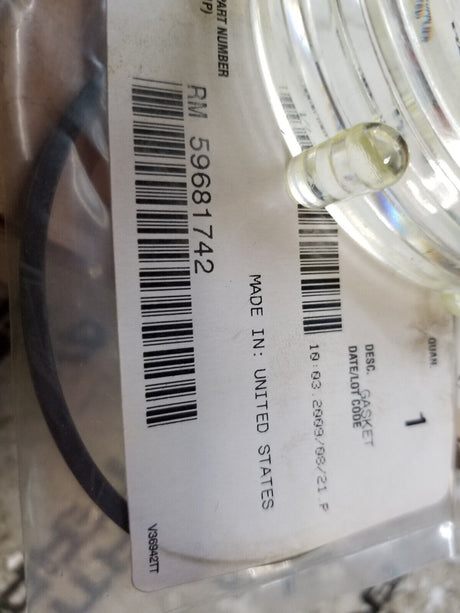 PART NUMBER
(P)
RM 59681742
MADE IN: UNITED STATES
QUAN.
1
DESC. GASKET
DATE/LOT CODE
10:03.2009/08/21.P
V36942TT